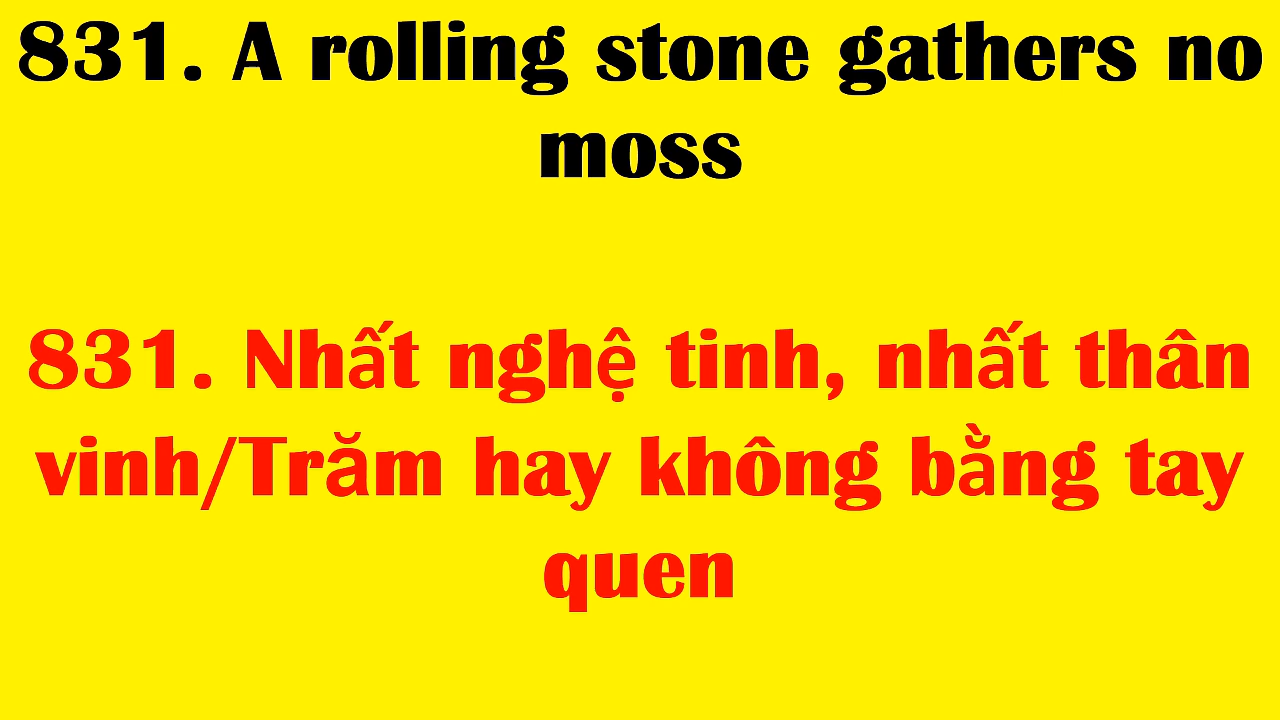 831. A rolling stone gathers no
moss
831. Nhất nghệ tinh, nhất thân
vinh/Trăm hay không bằng tay
quen